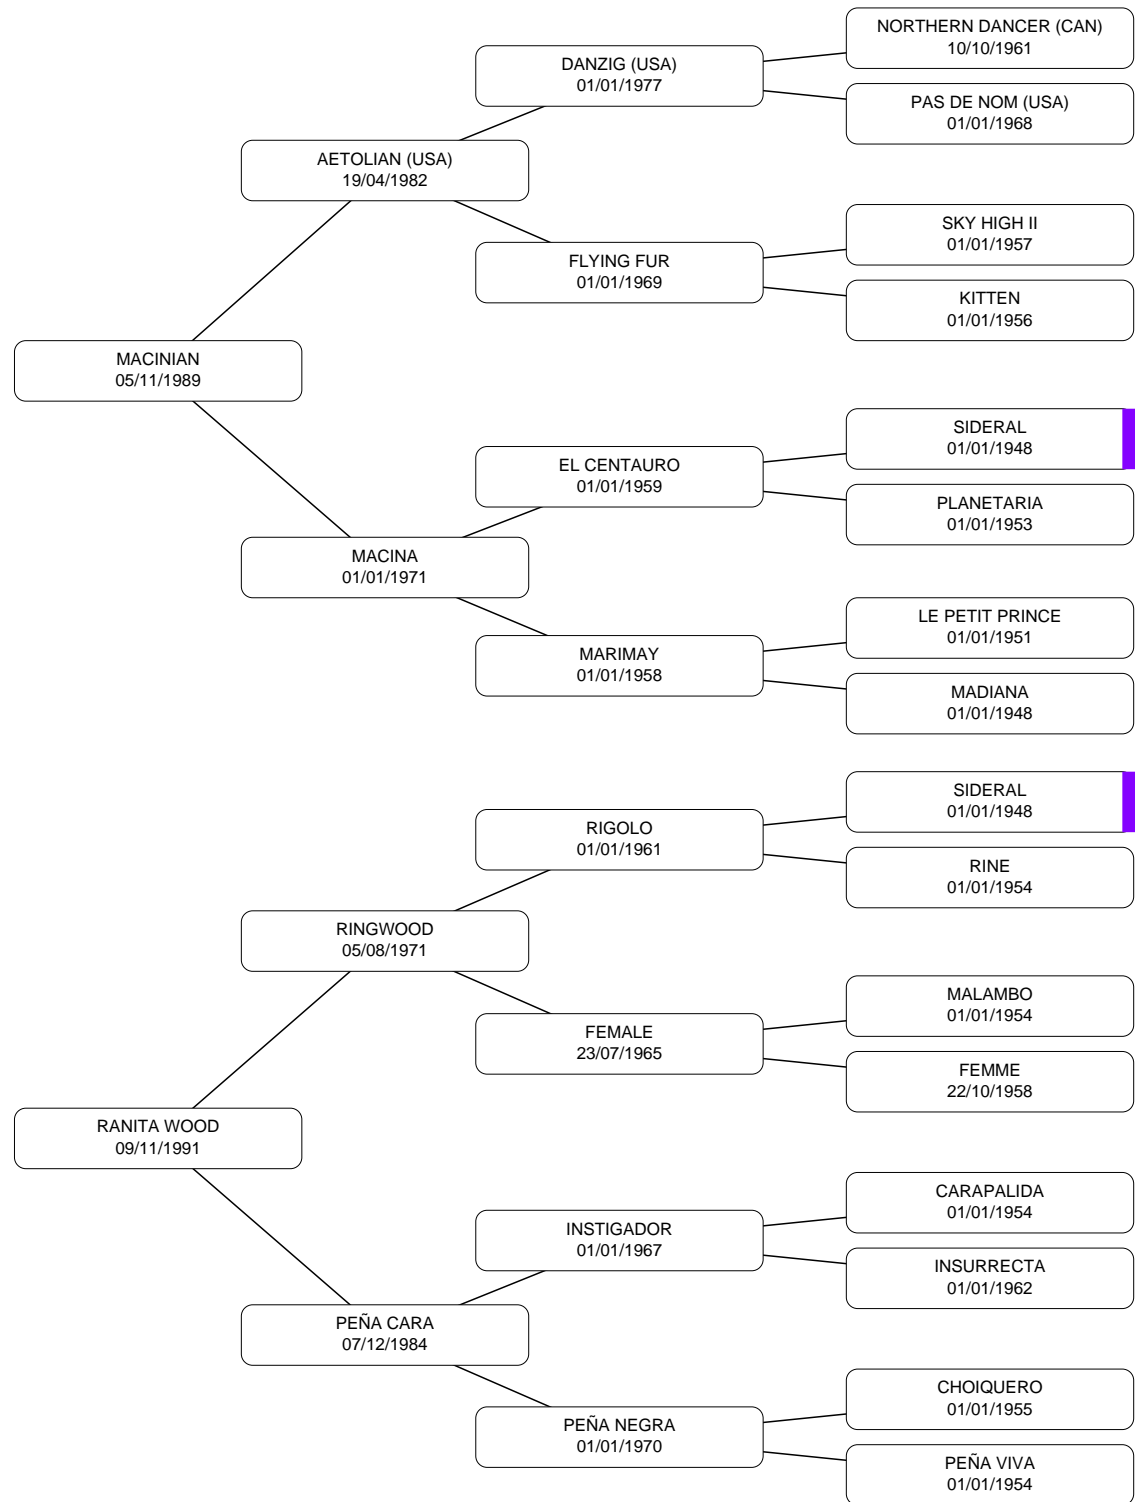 NORTHERN DANCER (CAN)
10/10/1961
DANZIG (USA)
01/01/1977
PAS DE NOM (USA)
01/01/1968
AETOLIAN (USA)
19/04/1982
SKY HIGH II
01/01/1957
FLYING FUR
01/01/1969
KITTEN
01/01/1956
MACINIAN
05/11/1989
SIDERAL
01/01/1948
EL CENTAURO
01/01/1959
PLANETARIA
01/01/1953
MACINA
01/01/1971
LE PETIT PRINCE
01/01/1951
MARIMAY
01/01/1958
MADIANA
01/01/1948
SIDERAL
01/01/1948
RIGOLO
01/01/1961
RINE
01/01/1954
RINGWOOD
05/08/1971
MALAMBO
01/01/1954
FEMALE
23/07/1965
FEMME
22/10/1958
RANITA WOOD
09/11/1991
CARAPALIDA
01/01/1954
INSTIGADOR
01/01/1967
INSURRECTA
01/01/1962
PEÑA CARA
07/12/1984
CHOIQUERO
01/01/1955
PEÑA NEGRA
01/01/1970
PEÑA VIVA
01/01/1954